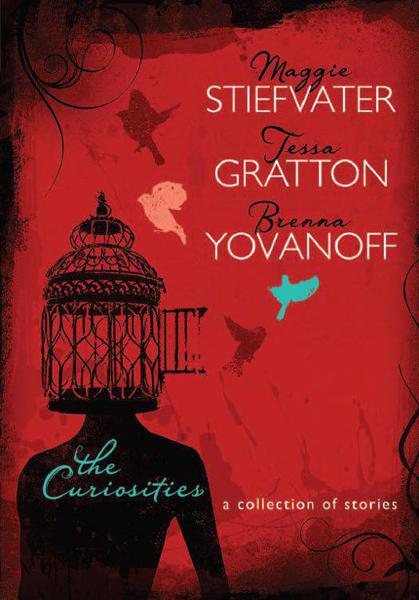 Maggie
STIEFVATER
Tessa
GRATTON
Brenna
YOVANOFF
the
Curiosities
a collection of stories